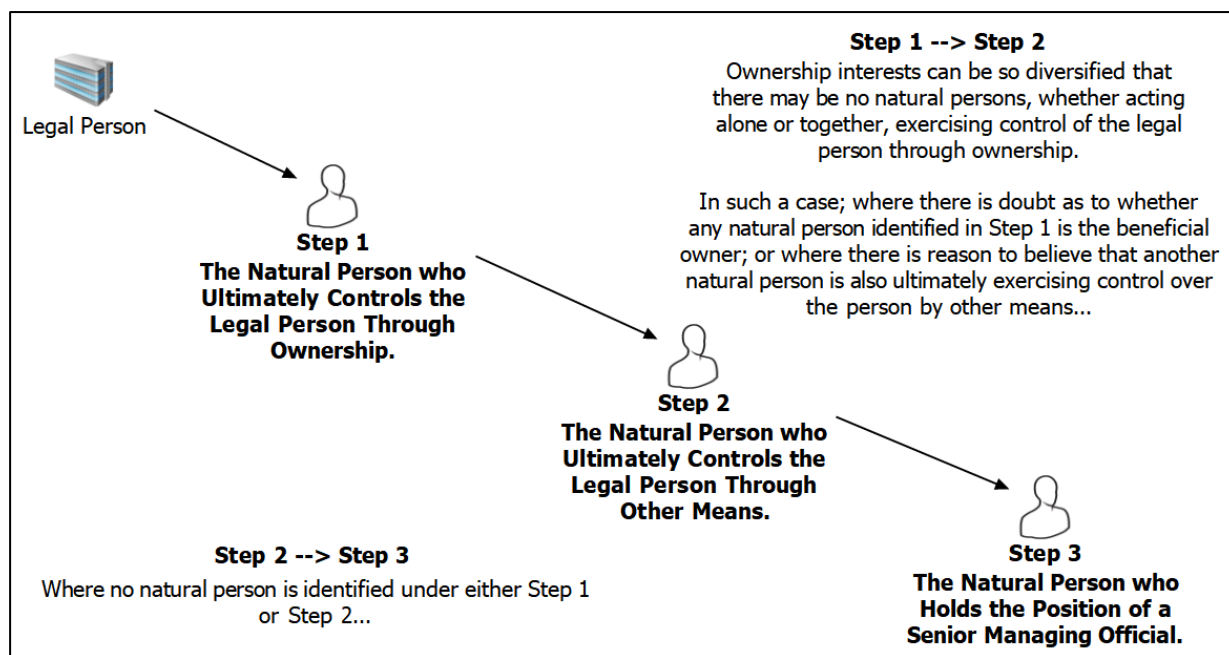 Legal Person
Step 1 --> Step 2
Ownership interests can be so diversified that
there may be no natural persons, whether acting
alone or together, exercising control of the legal
person through ownership.
In such a case; where there is doubt as to whether
any natural person identified in Step 1 is the beneficial
owner; or where there is reason to believe that another
natural person is also ultimately exercising control over
the person by other means...
Step 1
The Natural Person who
Ultimately Controls the
Legal Person Through
Ownership.
Step 2
The Natural Person who
Ultimately Controls the
Legal Person Through
Other Means.
Step 2 --> Step 3
Where no natural person is identified under either Step 1
or Step 2...
Step 3
The Natural Person who
Holds the Position of a
Senior Managing Official.